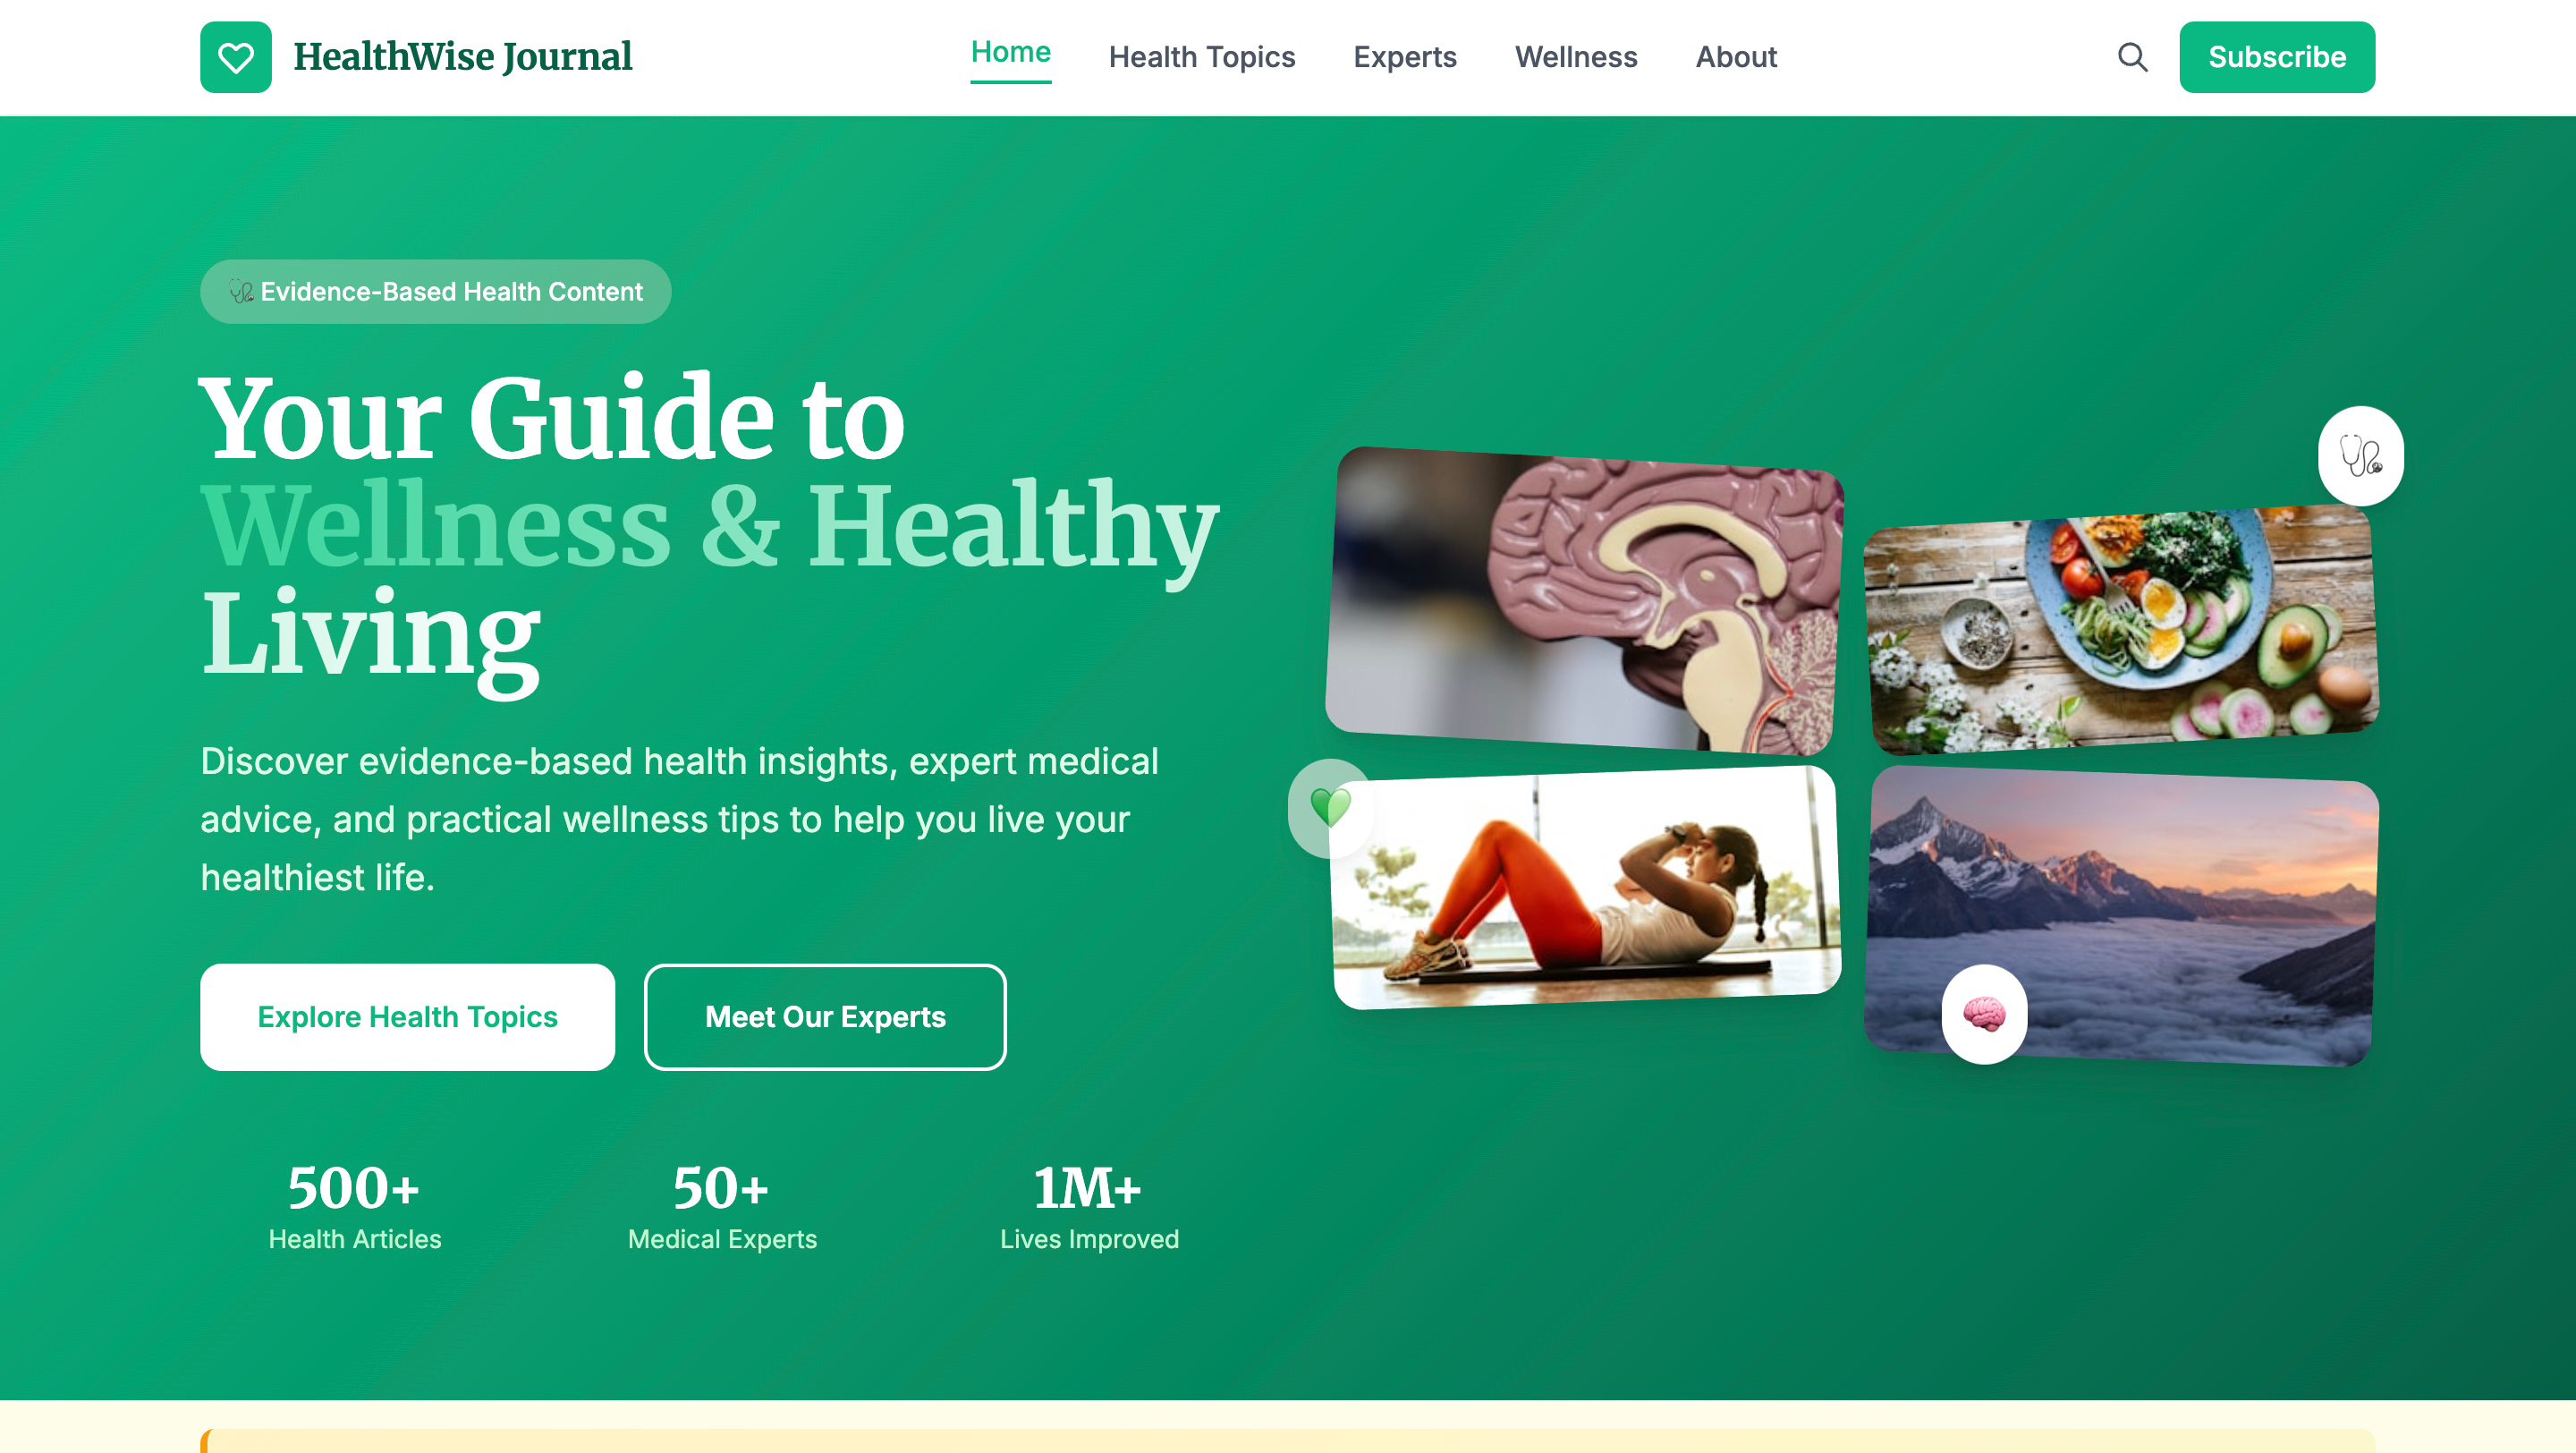 HealthWise Journal
Home
Health Topics
Experts
Wellness
About
Subscribe
🩺 Evidence-Based Health Content
Your Guide to
Wellness & Healthy
Living
Discover evidence-based health insights, expert medical
advice, and practical wellness tips to help you live your
healthiest life.
Explore Health Topics
Meet Our Experts
500+
Health Articles
50+
Medical Experts
1M+
Lives Improved